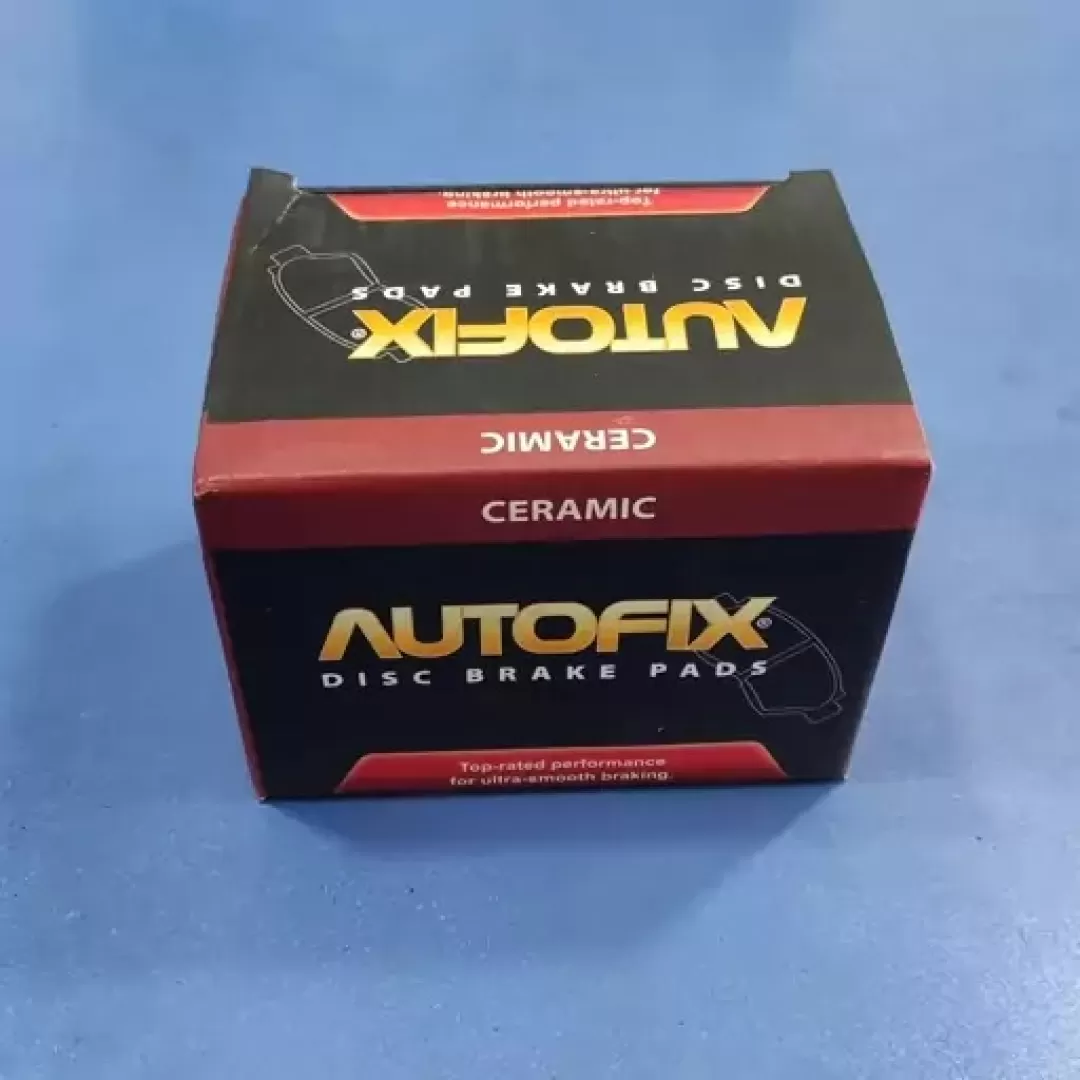 Top-rated performance
for ultra-smooth braking.
DISC BRAKE PADS
AUTOFIX®
CERAMIC
CERAMIC
AUTOFIX®
DISC BRAKE PADS
Top-rated performance
for ultra-smooth braking.